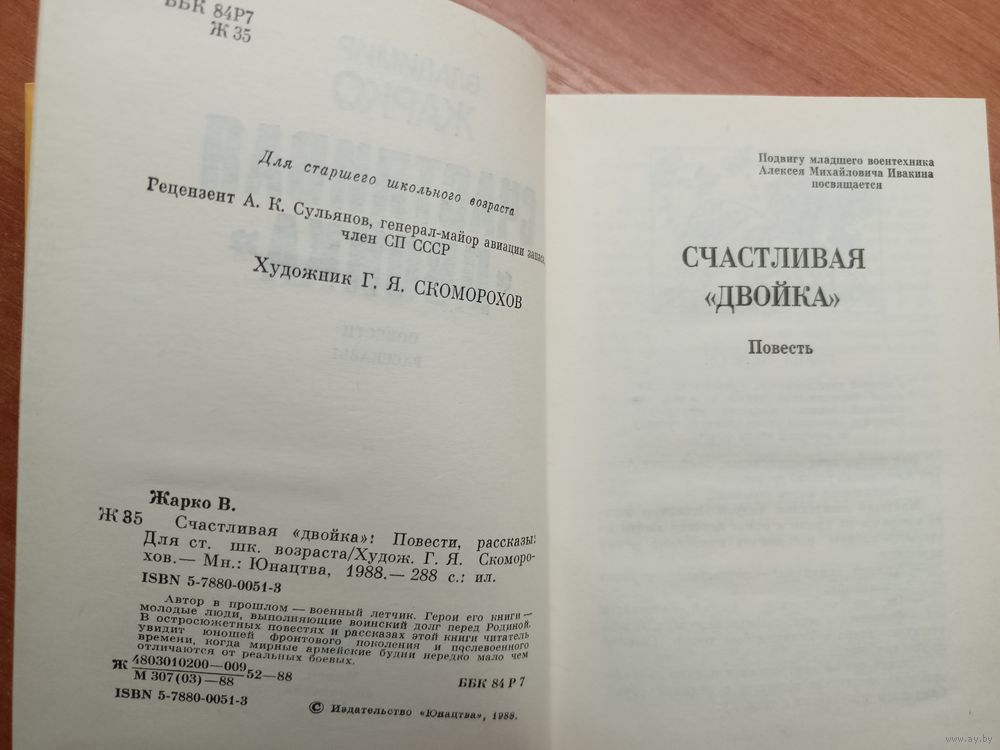 ББК 84Р7
Ж 35
Для старшего школьного возраста
Рецензент А. К. Сульянов, генерал-майор авиации запаса,
член СП СССР
Художник Г. Я. СКОМОРОХОВ
Жарко В.
Ж 35 Счастливая «двойка»: Повести, рассказы:
Для ст. шк. возраста/Худож. Г. Я. Скоморо-
хов.— Мн.: Юнацтва, 1988.— 288 с.: ил.
ISBN 5-7880-0051-3
Автор в прошлом — военный летчик. Герои его книги —
молодые люди, выполняющие воинский долг перед Родиной.
В остросюжетных повестях и рассказах этой книги читатель
увидит юношей фронтового поколения и послевоенного
времени, когда мирные армейские будни нередко мало чем
отличаются от реальных боевых.
Ж 4803010200—009 52—88
М 307(03)—88
ББК 84 Р 7
ISBN 5-7880-0051-3
© Издательство «Юнацтва», 1988.
Подвигу младшего воентехника
Алексея Михайловича Ивакина
посвящается
СЧАСТЛИВАЯ
«ДВОЙКА»
Повесть
www.ay.by